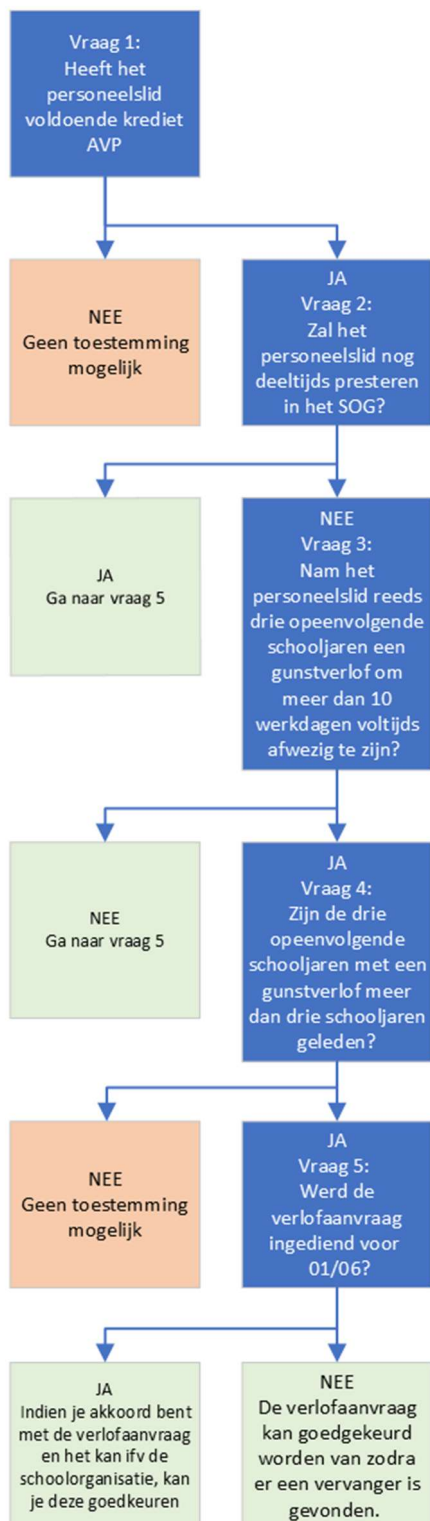 Vraag 1:
Heeft het
personeelslid
voldoende krediet
AVP
NEE
Geen toestemming
mogelijk
JA
Vraag 2:
Zal het
personeelslid nog
deeltijds presteren
in het SOG?
JA
Ga naar vraag 5
NEE
Vraag 3:
Nam het
personeelslid reeds
drie opeenvolgende
schooljaren een
gunstverlof om
meer dan 10
werkdagen voltijds
afwezig te zijn?
NEE
Ga naar vraag 5
JA
Vraag 4:
Zijn de drie
opeenvolgende
schooljaren met een
gunstverlof meer
dan drie schooljaren
geleden?
NEE
Geen toestemming
mogelijk
JA
Vraag 5:
Werd de
verlofaanvraag
ingediend voor
01/06?
JA
Indien je akkoord bent
met de verlofaanvraag
en het kan ifv de
schoolorganisatie, kan
je deze goedkeuren
NEE
De verlofaanvraag
kan goedgekeurd
worden van zodra
er een vervanger is
gevonden.